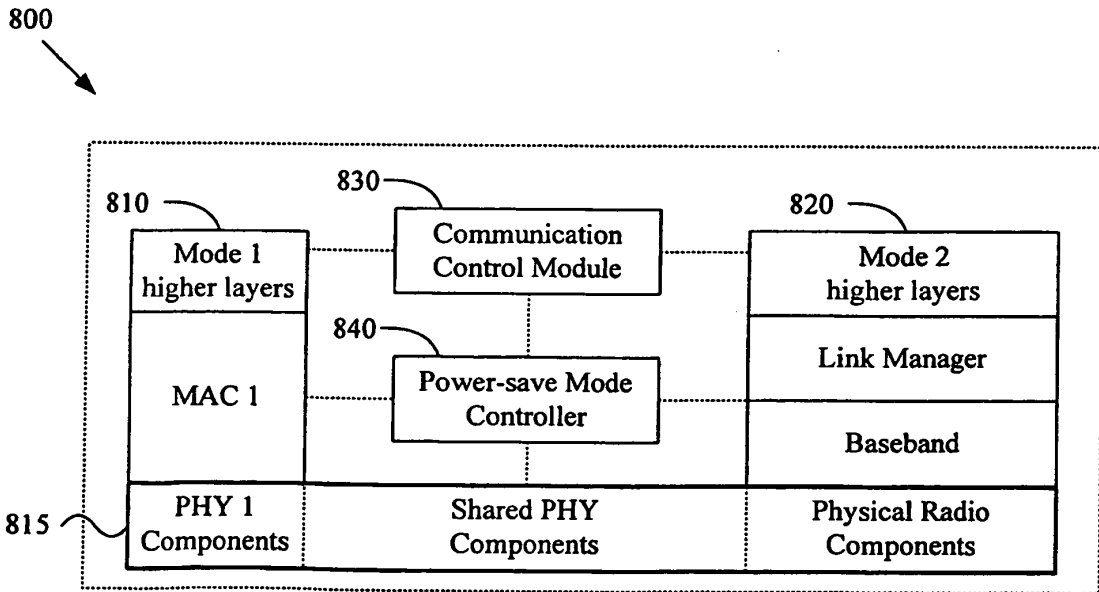 800
810
830
820
Mode 1
higher layers
Communication
Control Module
Mode 2
higher layers
840
MAC 1
Power-save Mode
Controller
Link Manager
Baseband
815
PHY 1
Components
Shared PHY
Components
Physical Radio
Components